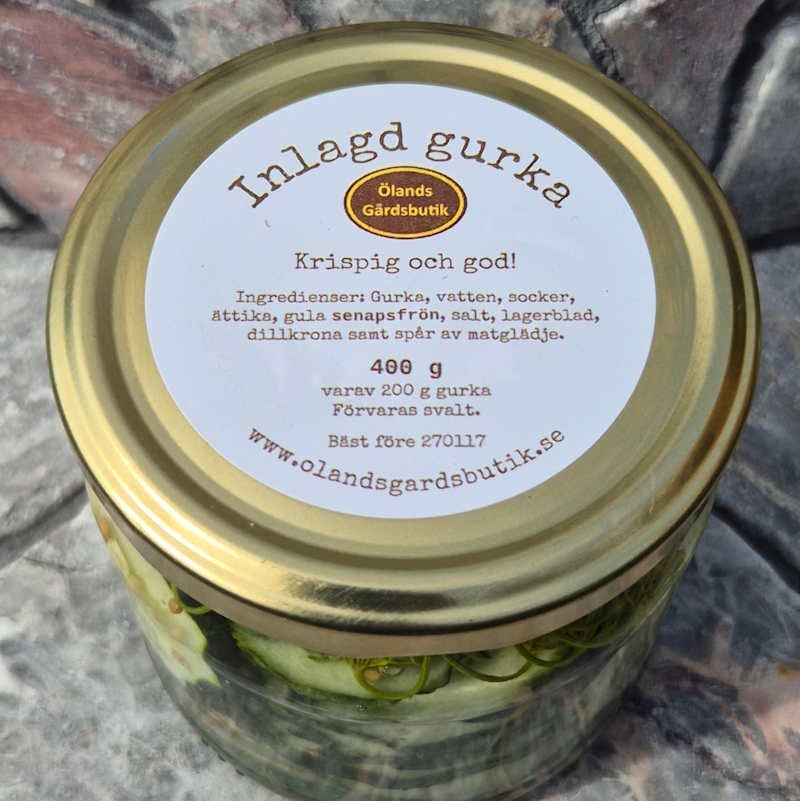 Inlagd gurka
Ölands
Gårdsbutik
Krispig och god!
Ingredienser: Gurka, vatten, socker,
ättika, gula senapsfrön, salt, lagerblad,
dillkrona samt spår av matglädje.
400 g
varav 200 g gurka
Förvaras svalt.
Bäst före 270117
www.olandsgardsbutik.se